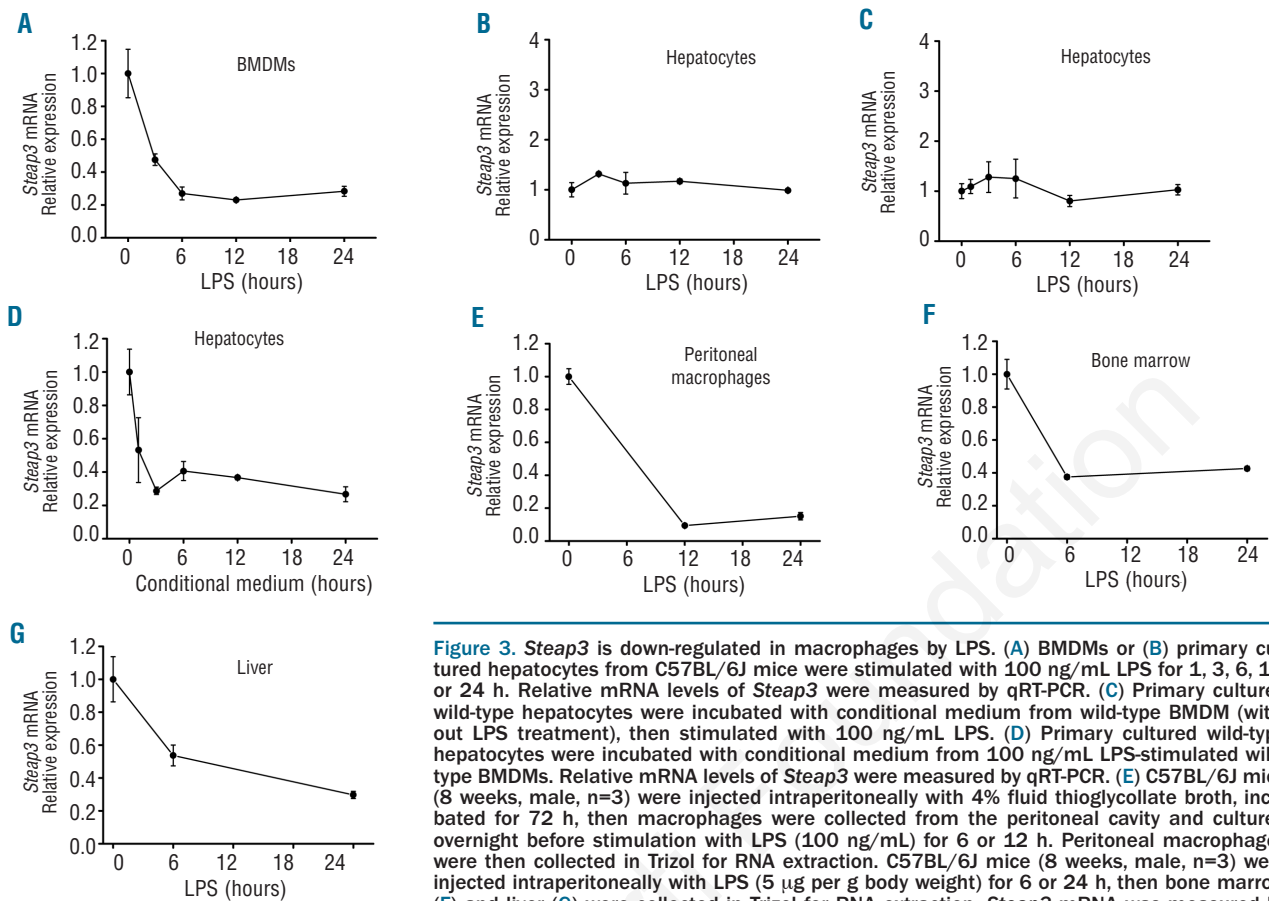 A
BMDMs
Steap3 mRNA
Relative expression
1.2
1.0
0.8
0.6
0.4
0.2
0.0
0 6 12 18 24
LPS (hours)
B
Hepatocytes
Steap3 mRNA
Relative expression
4
3
2
1
0
0 6 12 18 24
LPS (hours)
C
Hepatocytes
Steap3 mRNA
Relative expression
4
3
2
1
0
0 6 12 18 24
LPS (hours)
D
Hepatocytes
Steap3 mRNA
Relative expression
1.2
1.0
0.8
0.6
0.4
0.2
0.0
0 6 12 18 24
Conditional medium (hours)
E
Peritoneal
macrophages
Steap3 mRNA
Relative expression
1.2
1.0
0.8
0.6
0.4
0.2
0.0
0 6 12 18 24
LPS (hours)
F
Bone marrow
Steap3 mRNA
Relative expression
1.2
1.0
0.8
0.6
0.4
0.2
0.0
0 6 12 18 24
LPS (hours)
G
Liver
Steap3 mRNA
Relative expression
1.2
1.0
0.8
0.6
0.4
0.2
0.0
0 6 12 18 24
LPS (hours)
Figure 3. Steap3 is down-regulated in macrophages by LPS. (A) BMDMs or (B) primary cu
tured hepatocytes from C57BL/6J mice were stimulated with 100 ng/mL LPS for 1, 3, 6, 1
or 24 h. Relative mRNA levels of Steap3 were measured by qRT-PCR. (C) Primary culture
wild-type hepatocytes were incubated with conditional medium from wild-type BMDM (wit
out LPS treatment), then stimulated with 100 ng/mL LPS. (D) Primary cultured wild-typ
hepatocytes were incubated with conditional medium from 100 ng/mL LPS-stimulated wil
type BMDMs. Relative mRNA levels of Steap3 were measured by qRT-PCR. (E) C57BL/6J mic
(8 weeks, male, n=3) were injected intraperitoneally with 4% fluid thioglycollate broth, inc
bated for 72 h, then macrophages were collected from the peritoneal cavity and culture
overnight before stimulation with LPS (100 ng/mL) for 6 or 12 h. Peritoneal macrophage
were then collected in Trizol for RNA extraction. C57BL/6J mice (8 weeks, male, n=3) wer
injected intraperitoneally with LPS (5 μg per g body weight) for 6 or 24 h, then bone marro
dation